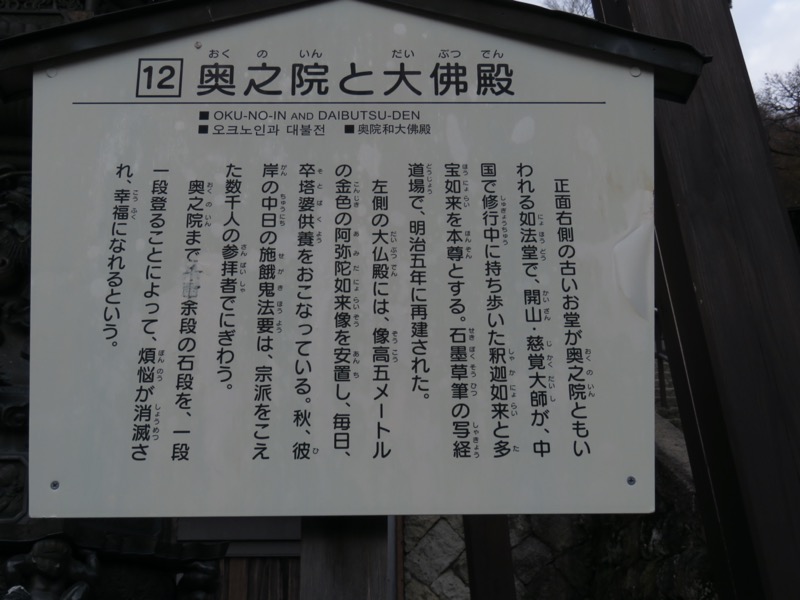 12 奥之院と大佛殿
■ OKU-NO-IN AND DAIBUTSU-DEN
■ 오크노인과 대불전 ■ 奥院和大佛殿
正面右側の古いお堂が奥之院ともい
われる如法堂で、開山・慈覚大師が、中
国で修行中に持ち歩いた釈迦如来と多
宝如来を本尊とする。石墨草筆の写経
道場で、明治五年に再建された。
左側の大仏殿には、像高五メートル
の金色の阿弥陀如来像を安置し、毎日、
卒塔婆供養をおこなっている。秋、彼
岸の中日の施餓鬼法要は、宗派をこえ
た数千人の参拝者でにぎわう。
奥之院まで余段の石段を、一段
一段登ることによって、煩悩が消滅さ
れ、幸福になれるという。